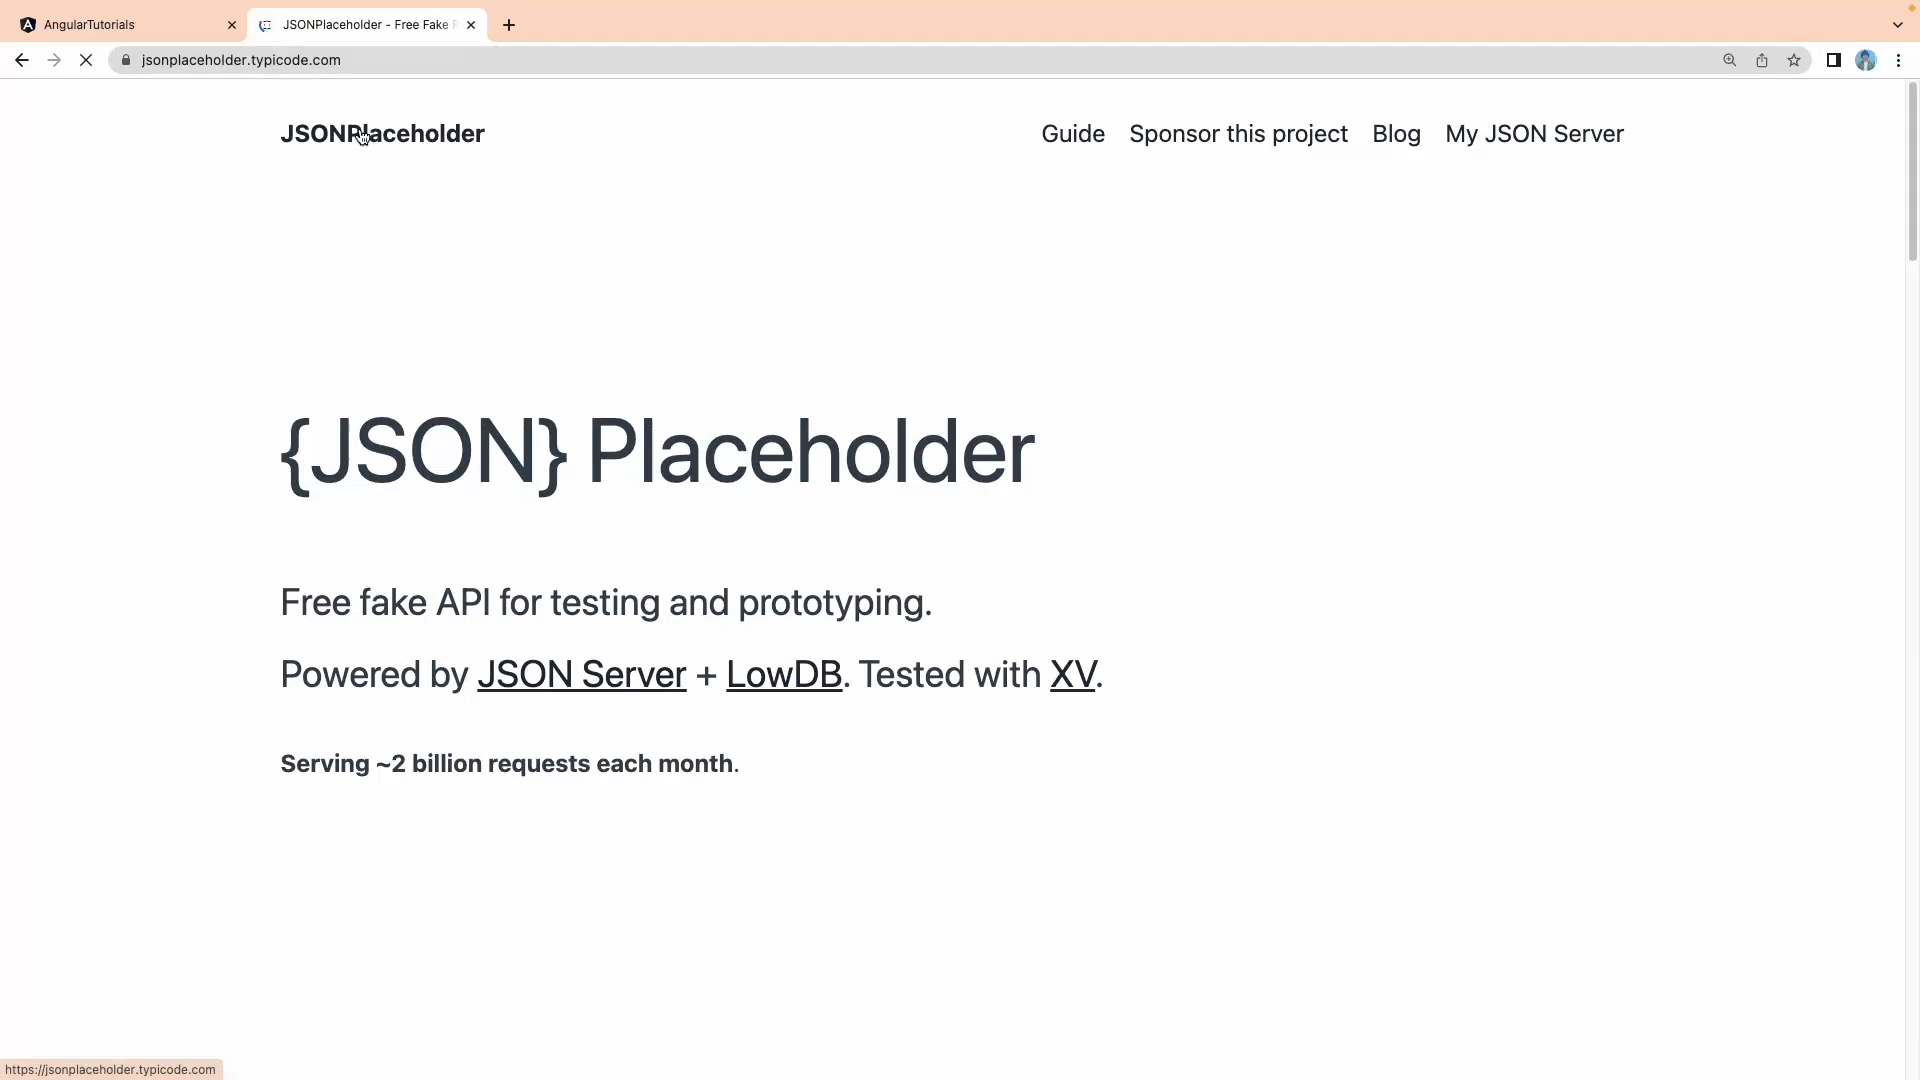 AngularTutorials
JSONPlaceholder - Free Fake R
jsonplaceholder.typicode.com
JSONPlaceholder
Guide Sponsor this project Blog My JSON Server
{JSON} Placeholder
Free fake API for testing and prototyping.
Powered by JSON Server + LowDB. Tested with XV.
Serving ~2 billion requests each month.
https://jsonplaceholder.typicode.com